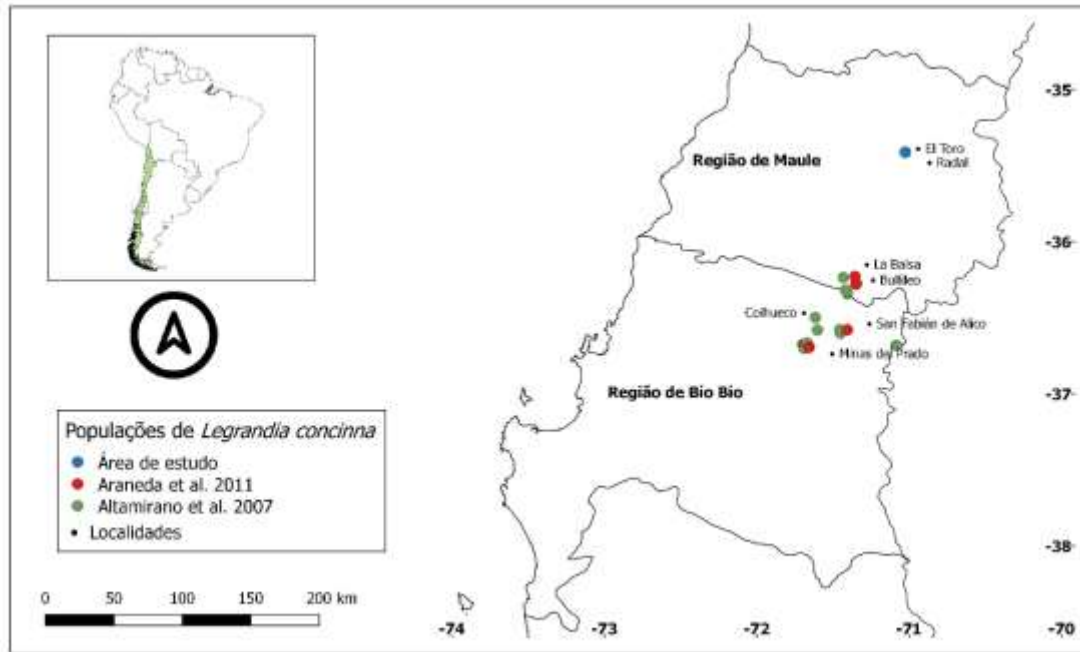 -35
El Toro
Radal
Região de Maule
-36
La Balsa
Bullileo
Coihueco
San Fabián de Alico
Minas del Prado
-37
Região de Bio Bio
Populações de Legrandia concinna
Área de estudo
Araneda et al. 2011
Altamirano et al. 2007
Localidades
-38
0 50 100 150 200 km
-74 -73 -72 -71 -70